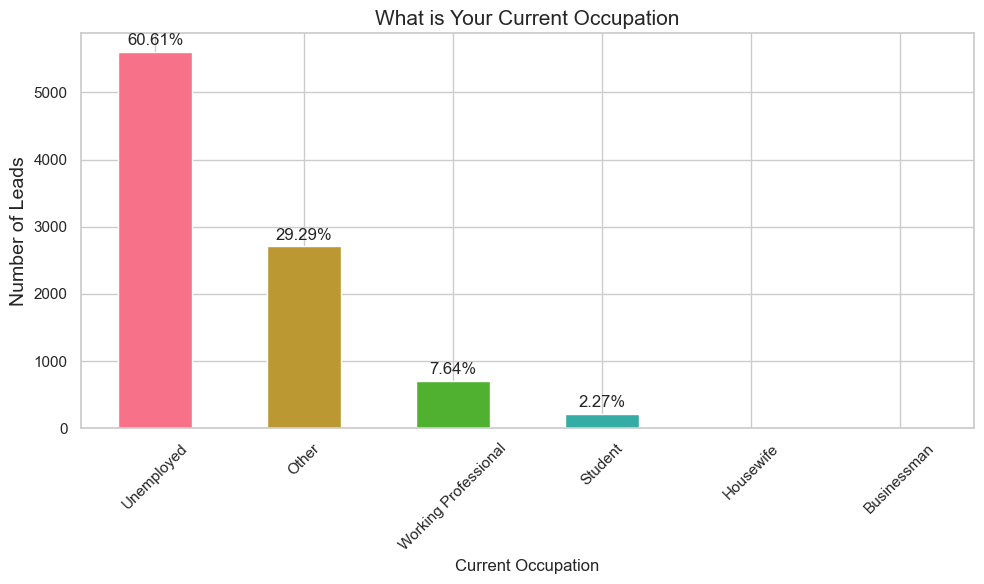 What is Your Current Occupation
60.61%
29.29%
7.64%
2.27%
Number of Leads
5000
4000
3000
2000
1000
0
Unemployed
Other
Working Professional
Student
Housewife
Businessman
Current Occupation